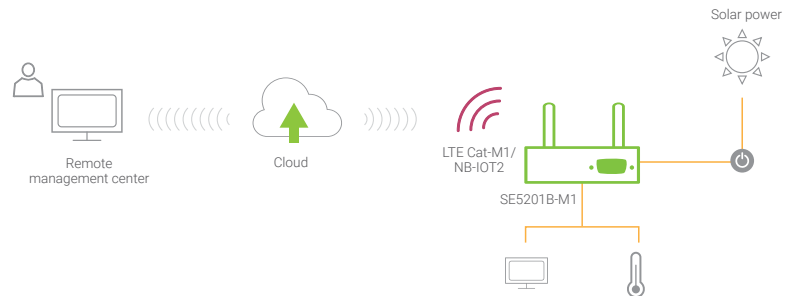 Solar power
LTE Cat-M1/
NB-IOT2
Remote
management center
Cloud
SE5201B-M1